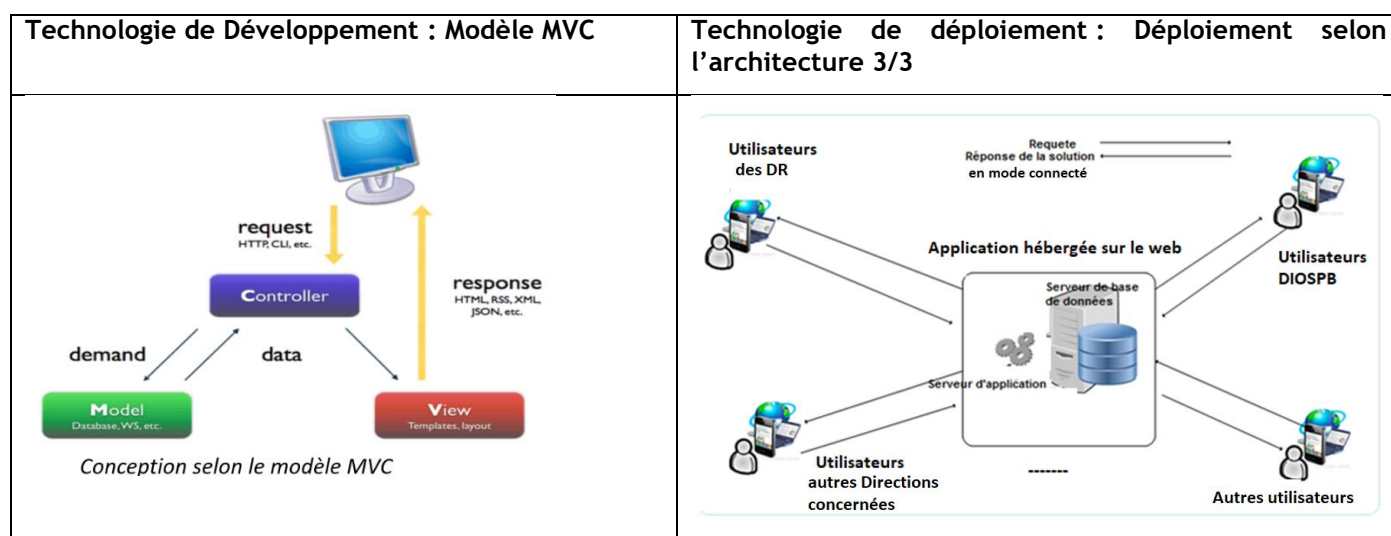 Technologie de Développement : Modèle MVC
request
HTTP, CLI, etc.
Controller
response
HTML, RSS, XML,
JSON, etc.
demand
data
Model
Database, WS, etc.
View
Templates, layout
Conception selon le modèle MVC
Technologie de déploiement : Déploiement selon
l'architecture 3/3
Requete
Réponse de la solution
en mode connecté
Utilisateurs
des DR
Utilisateurs
DIOSPB
Application hébergée sur le web
Serveur de base
de données
Serveur d'application
Utilisateurs
autres Directions
concernées
-------
Autres utilisateurs